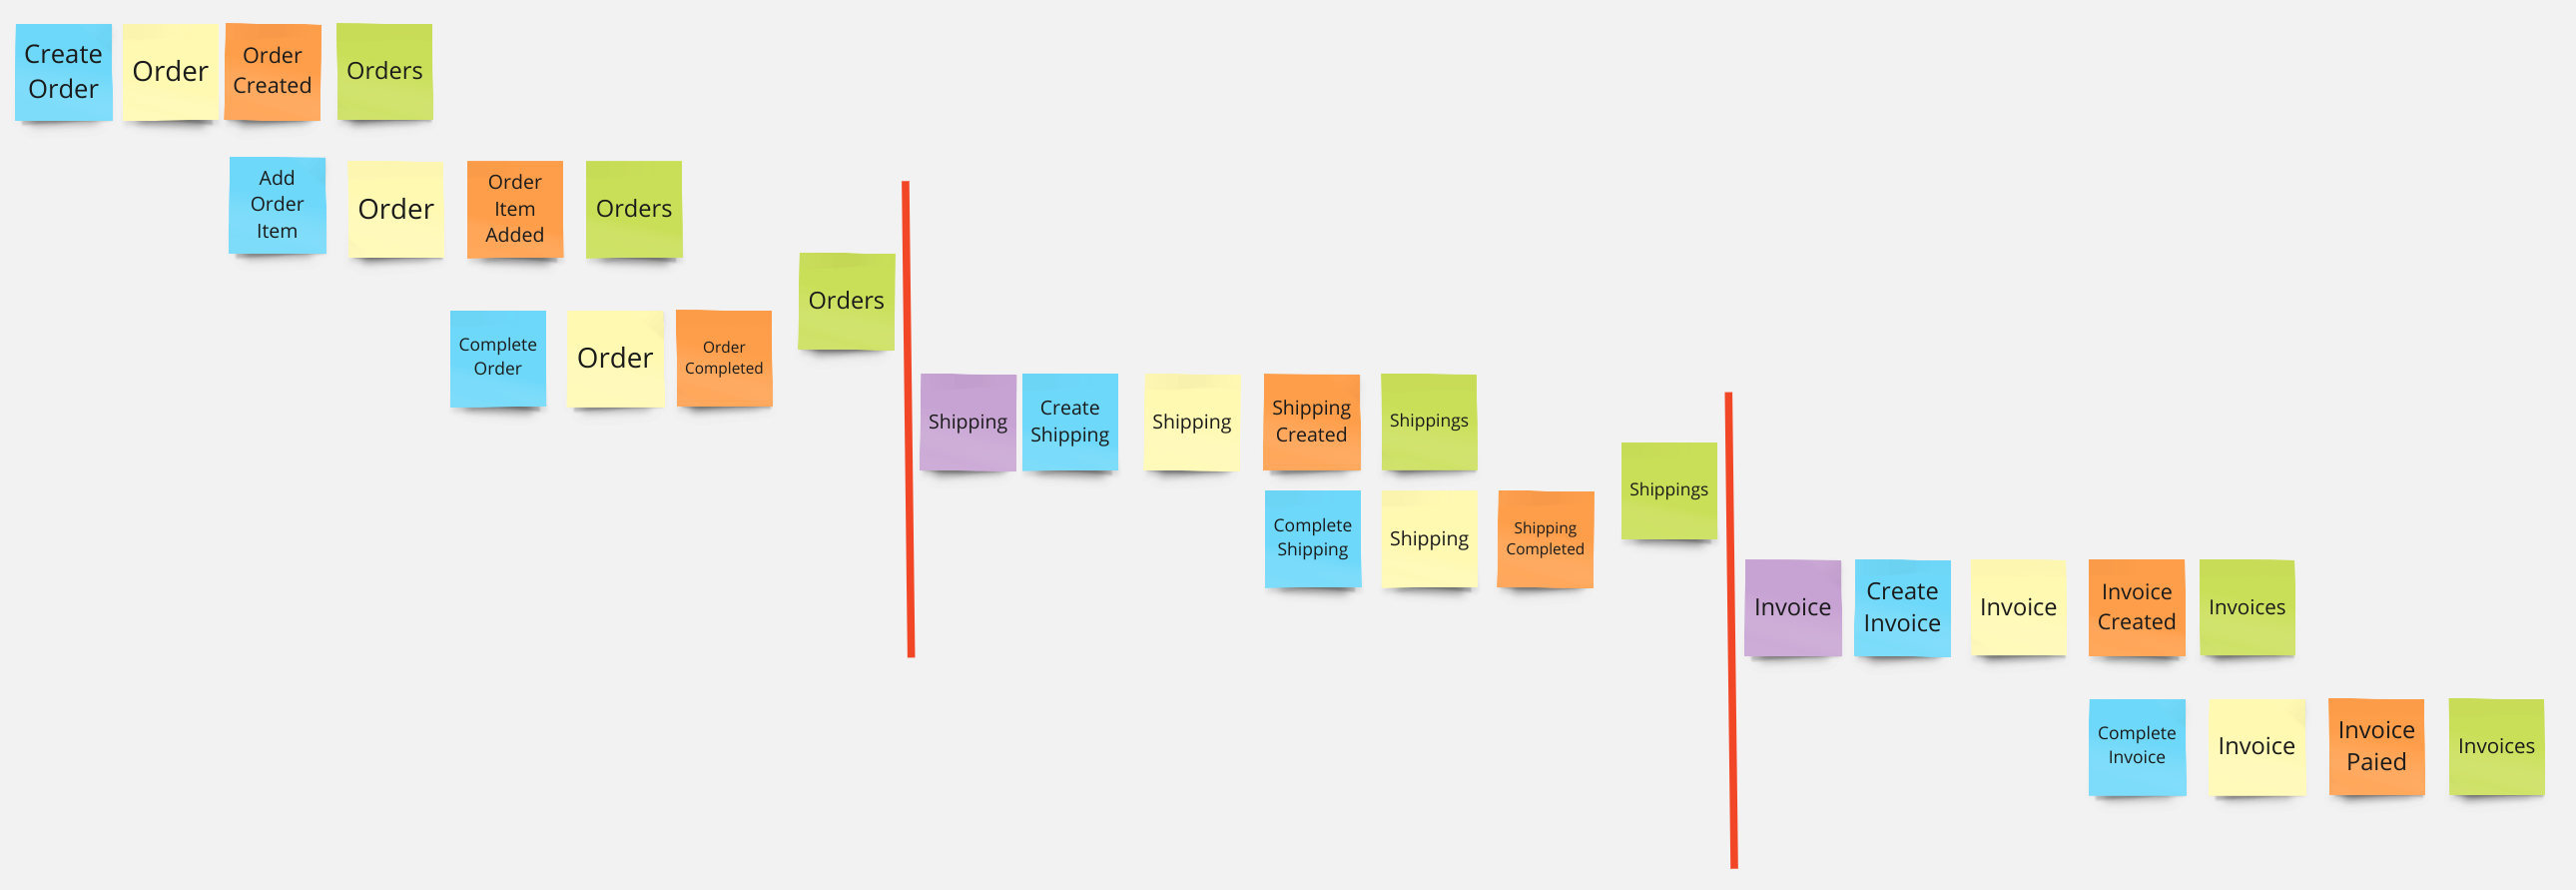 Create
Order
Order
Order
Created
Orders
Add
Order
Item
Order
Order
Item
Added
Orders
Complete
Order
Order
Order
Completed
Orders
Shipping
Create
Shipping
Shipping
Shipping
Created
Shippings
Complete
Shipping
Shipping
Shipping
Completed
Shippings
Invoice
Create
Invoice
Invoice
Invoice
Created
Invoices
Complete
Invoice
Invoice
Invoice
Paied
Invoices